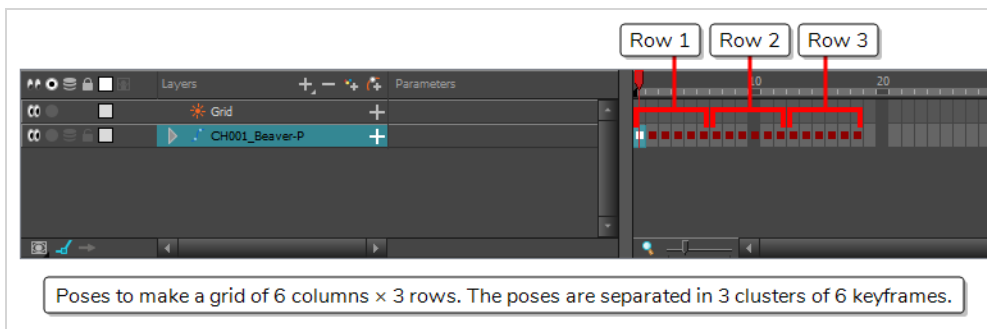 Row 1 Row 2 Row 3
Layers Parameters 10 20
Grid
CH001_Beaver-P
Poses to make a grid of 6 columns × 3 rows. The poses are separated in 3 clusters of 6 keyframes.